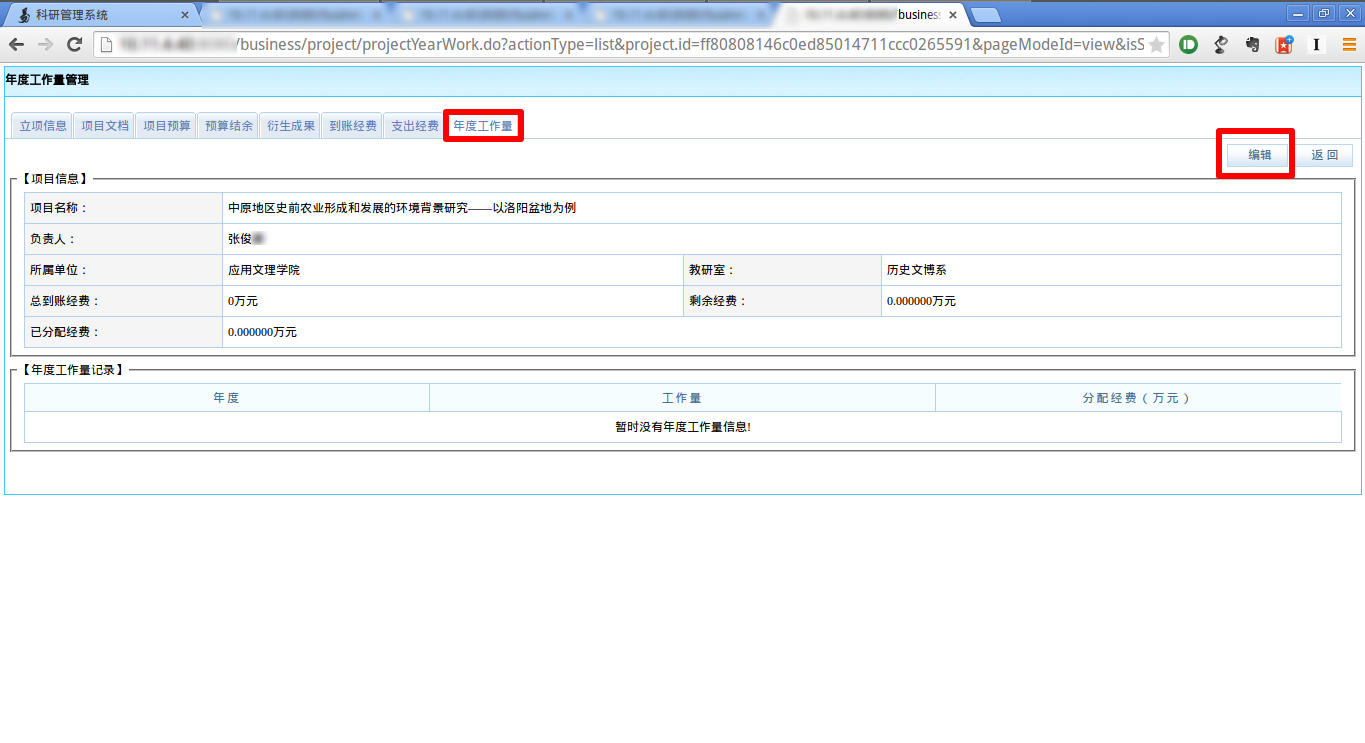 科研管理系统
business
/business/project/projectYearWork.do?actionType=list&project.id=ff80808146c0ed85014711ccc0265591&pageModeId=view&isS
年度工作量管理
立项信息 项目文档 项目预算 预算结余 衍生成果 到账经费 支出经费 年度工作量
编辑 返 回
【项目信息】
项目名称： 中原地区史前农业形成和发展的环境背景研究——以洛阳盆地为例
负责人： 张俊
所属单位： 应用文理学院 教研室： 历史文博系
总到账经费： 0万元 剩余经费： 0.000000万元
已分配经费： 0.000000万元
【年度工作量记录】
年度 工作量 分配经费（万元）
暂时没有年度工作量信息!